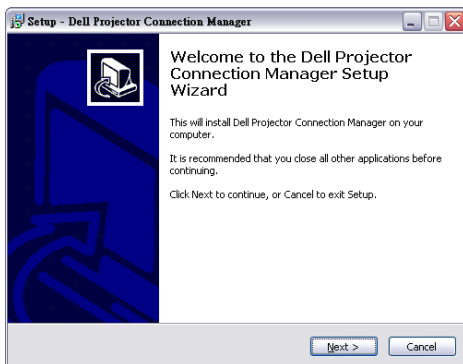 Setup - Dell Projector Connection Manager
Welcome to the Dell Projector
Connection Manager Setup
Wizard
This will install Dell Projector Connection Manager on your
computer.
It is recommended that you close all other applications before
continuing.
Click Next to continue, or Cancel to exit Setup.
Next >
Cancel